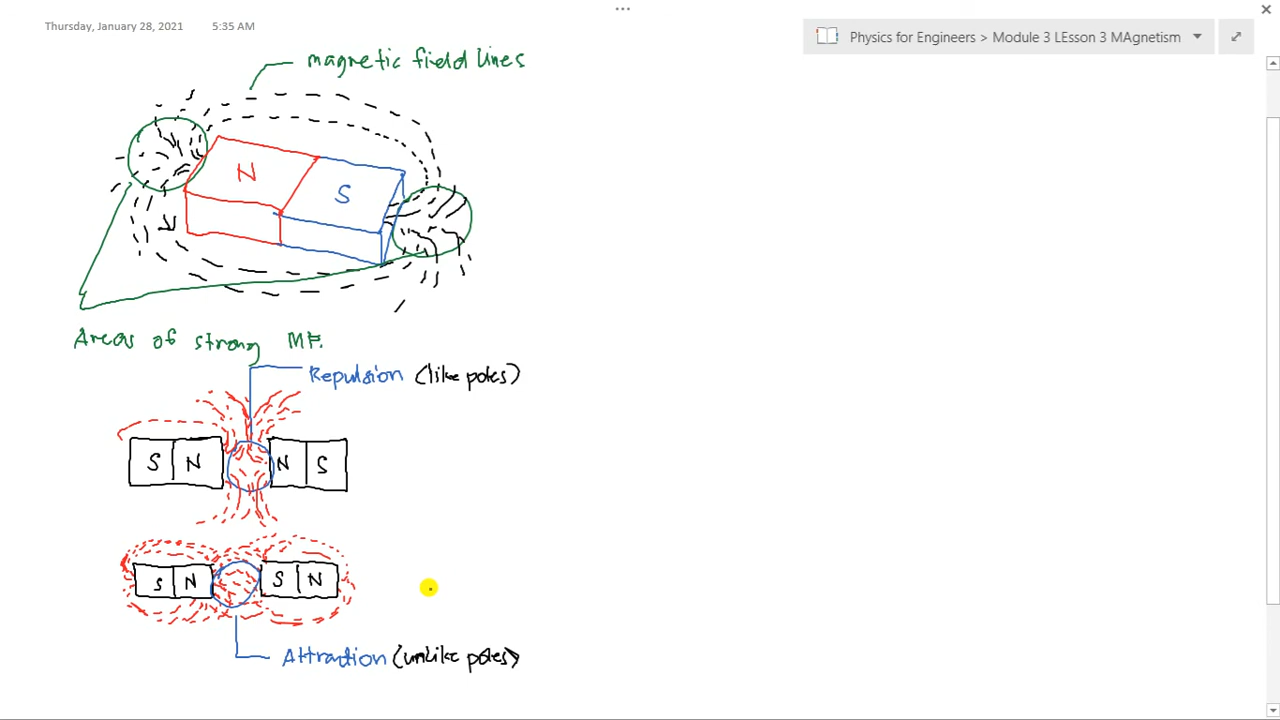 Thursday, January 28, 2021 5:35 AM
Physics for Engineers > Module 3 LEsson 3 MAgnetism
magnetic field lines
N
S
Areas of strong MF.
Repulsion (like poles)
S N N S
S N S N
Attraction (unlike poles)